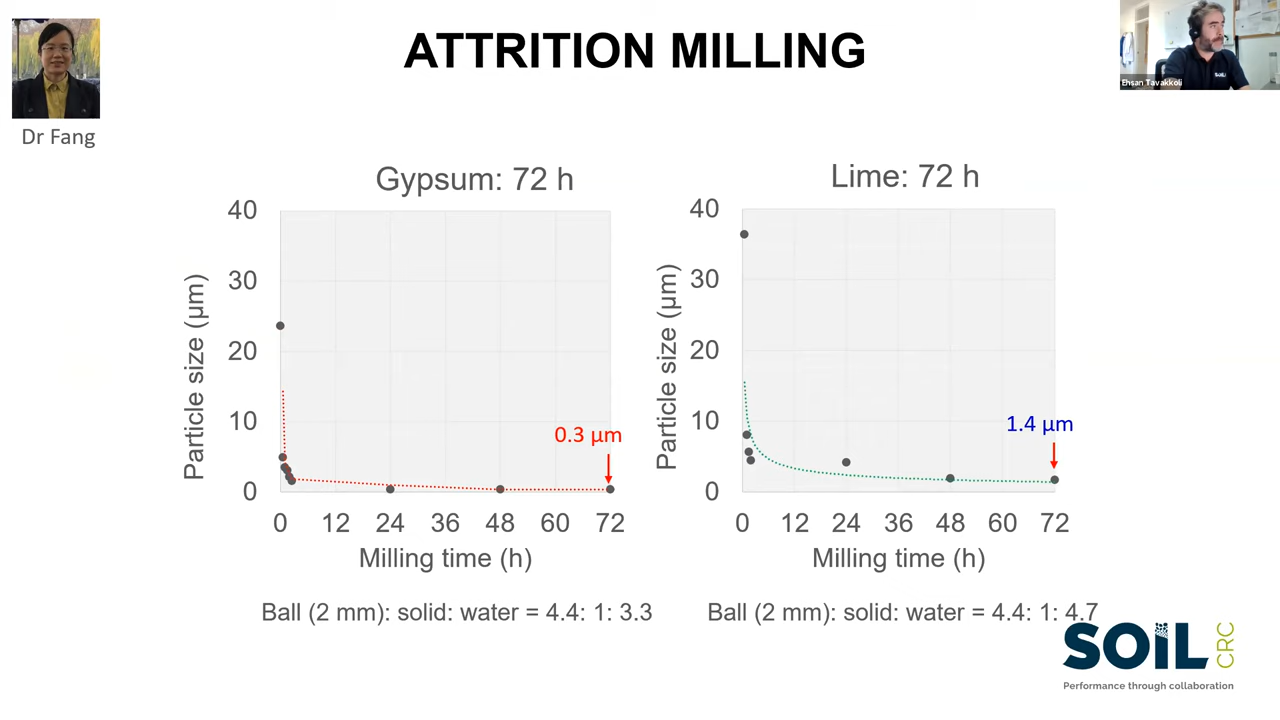 ATTRITION MILLING
Dr Fang
Ehsan Tavakkoli
SOiL
Gypsum: 72 h
40
30
20
10
0
Particle size (µm)
0.3 µm
0 12 24 36 48 60 72
Milling time (h)
Ball (2 mm): solid: water = 4.4: 1: 3.3
Lime: 72 h
40
30
20
10
0
Particle size (µm)
1.4 µm
0 12 24 36 48 60 72
Milling time (h)
Ball (2 mm): solid: water = 4.4: 1: 4.7
SOiL CRC
Performance through collaboration